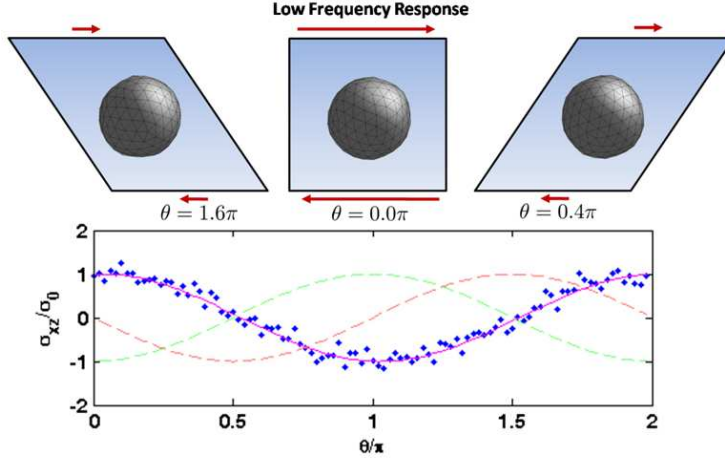 Low Frequency Response
θ = 1.6π
θ = 0.0π
θ = 0.4π
2
1
0
-1
-2
σxz/σ0
0
0.5
1
1.5
2
θ/π